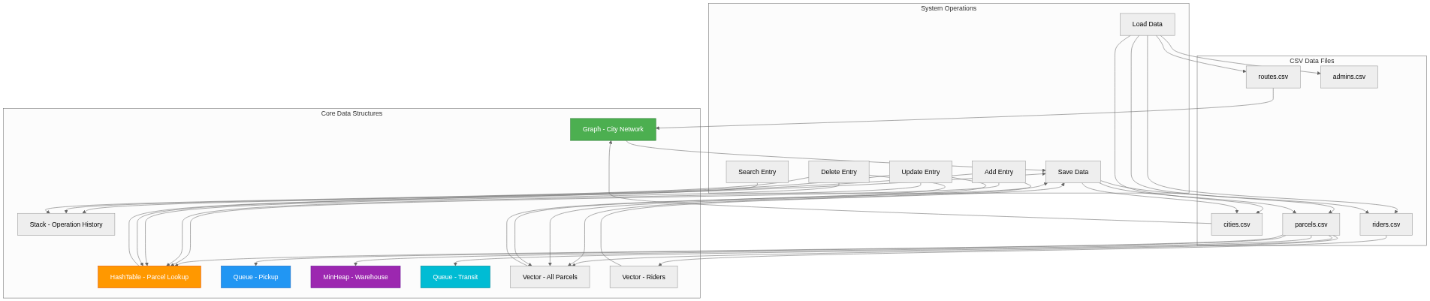 System Operations
Load Data
CSV Data Files
routes.csv
admins.csv
Core Data Structures
Graph - City Network
Search Entry
Delete Entry
Update Entry
Add Entry
Save Data
Stack - Operation History
cities.csv
parcels.csv
riders.csv
HashTable - Parcel Lookup
Queue - Pickup
MinHeap - Warehouse
Queue - Transit
Vector - All Parcels
Vector - Riders